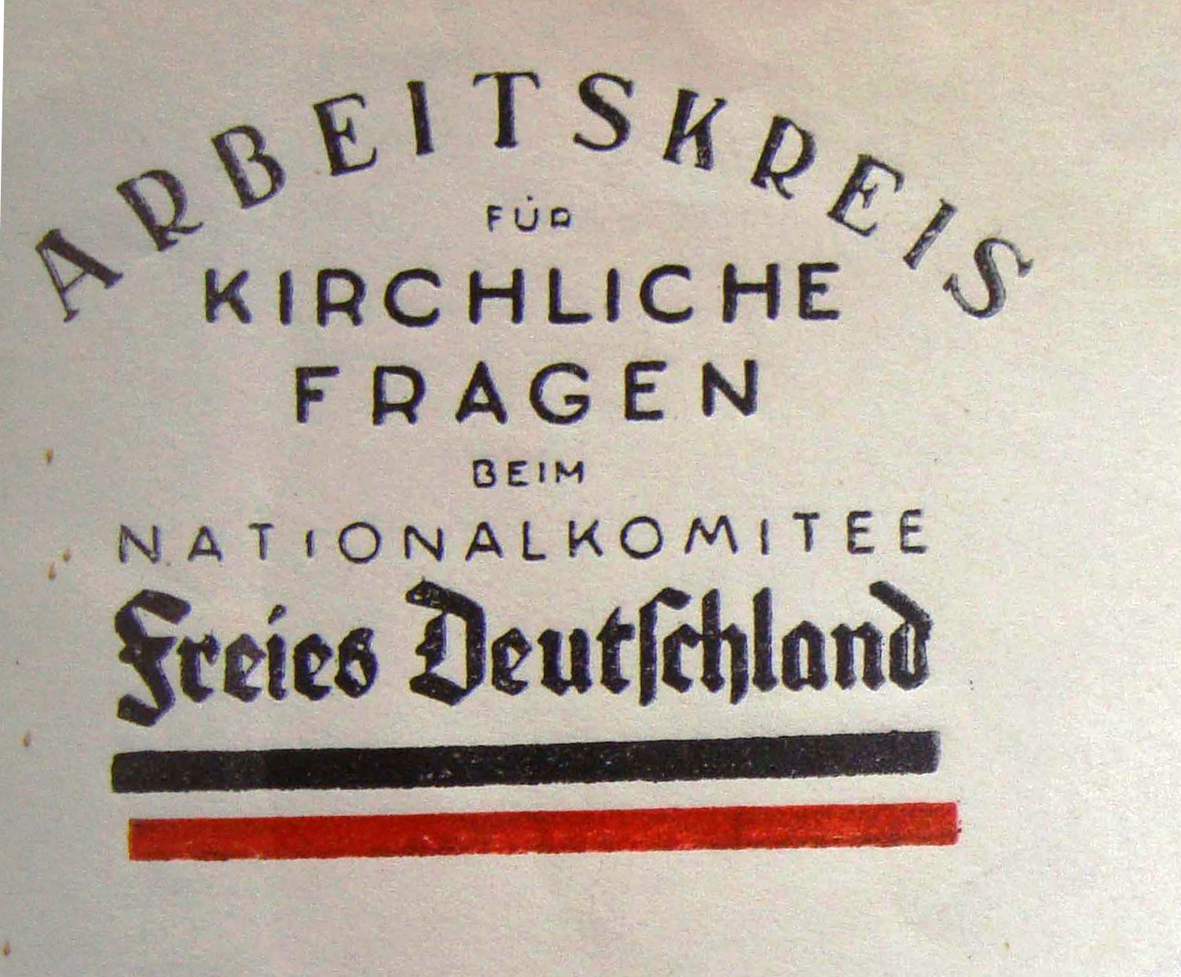 ARBEITSKREIS
FÜR
KIRCHLICHE
FRAGEN
BEIM
NATIONALKOMITEE
Freies Deutſchland